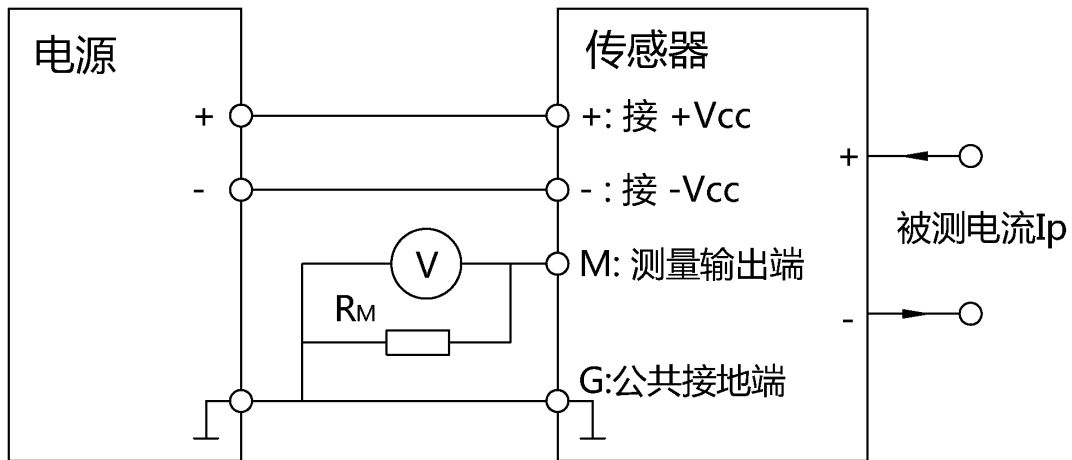 电源
传感器
+
+: 接 +Vcc
-
- : 接 -Vcc
+
被测电流Ip
-
V
M: 测量输出端
RM
G:公共接地端